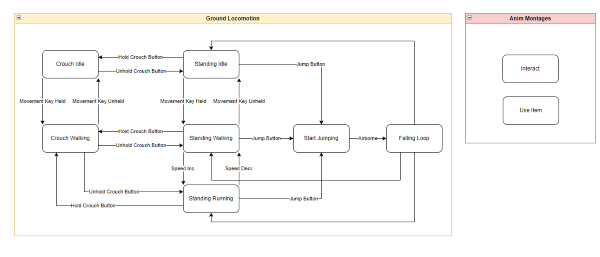 Ground Locomotion
Anim Montages
Hold Crouch Button
Crouch Idle
Standing Idle
Jump Button
Unhold Crouch Button
Interact
Movement Key Held
Movement Key Unheld
Movement Key Held
Movement Key Unheld
Use Item
Hold Crouch Button
Crouch Walking
Standing Walking
Jump Button
Start Jumping
Airborne
Falling Loop
Unhold Crouch Button
Speed Inc.
Speed Decr.
Unhold Crouch Button
Standing Running
Jump Button
Hold Crouch Button